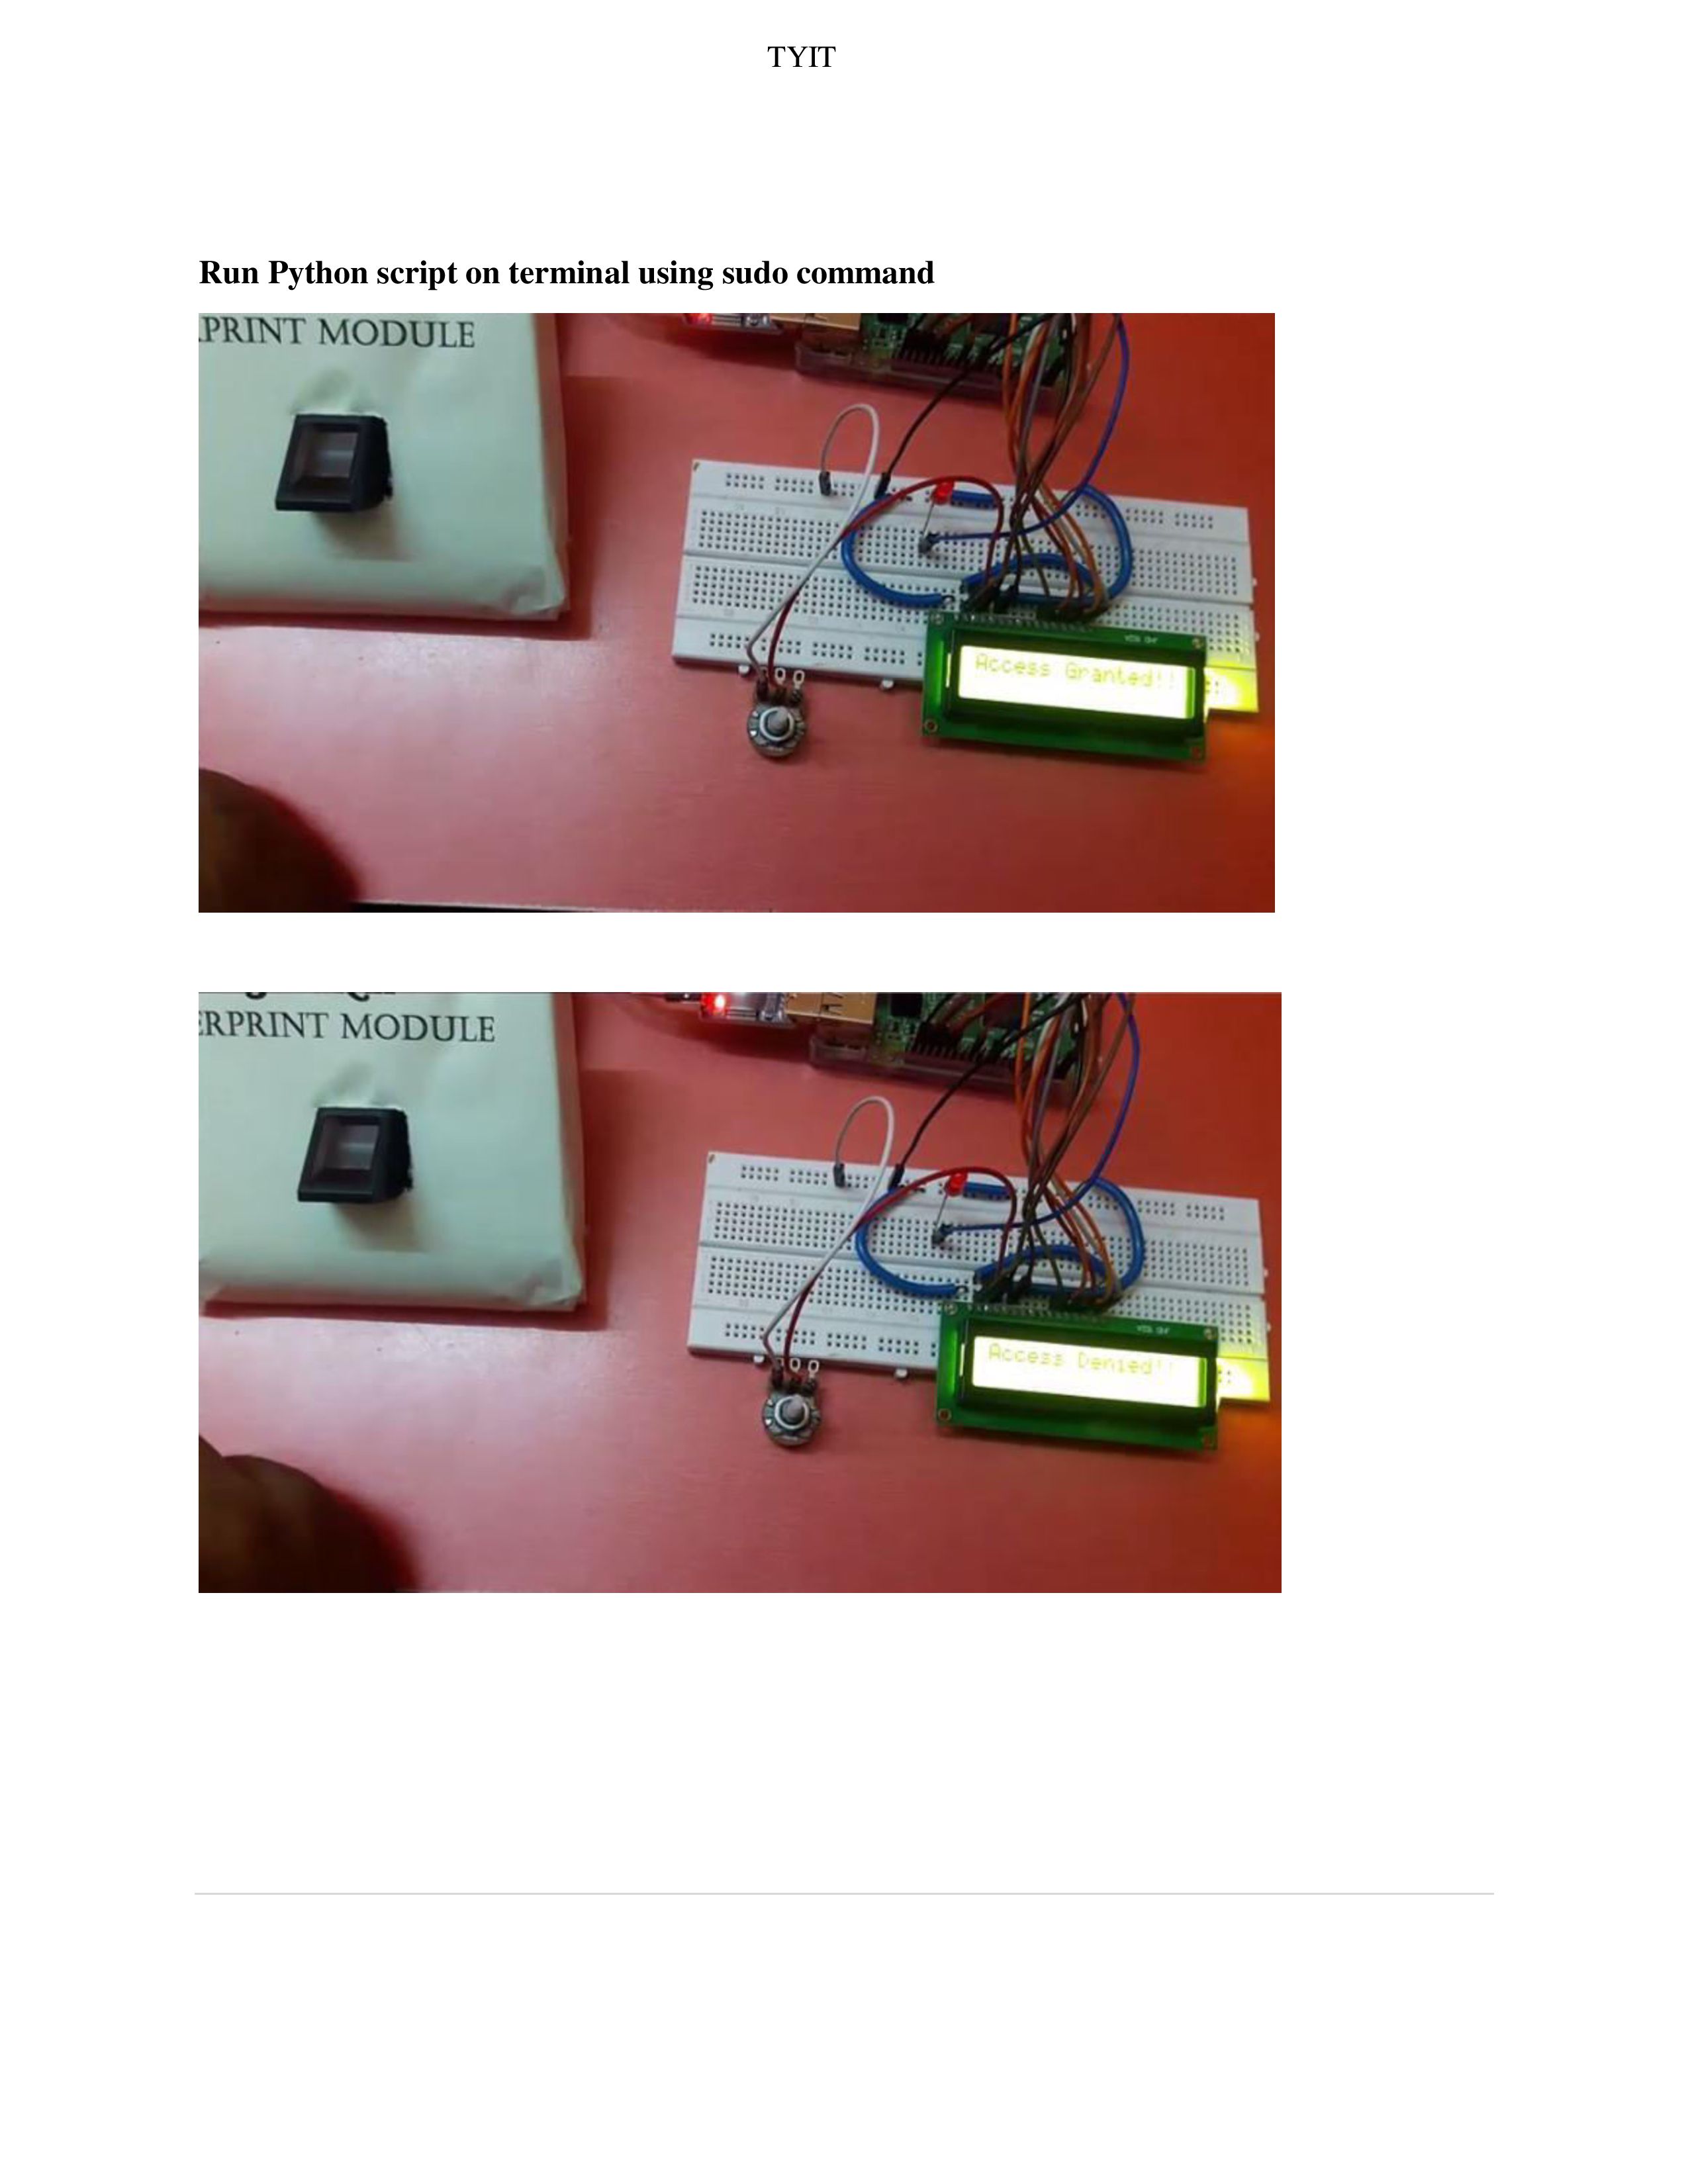 TYIT
Run Python script on terminal using sudo command
RPRINT MODULE
Access Granted!!
ERPRINT MODULE
Access Denied!!